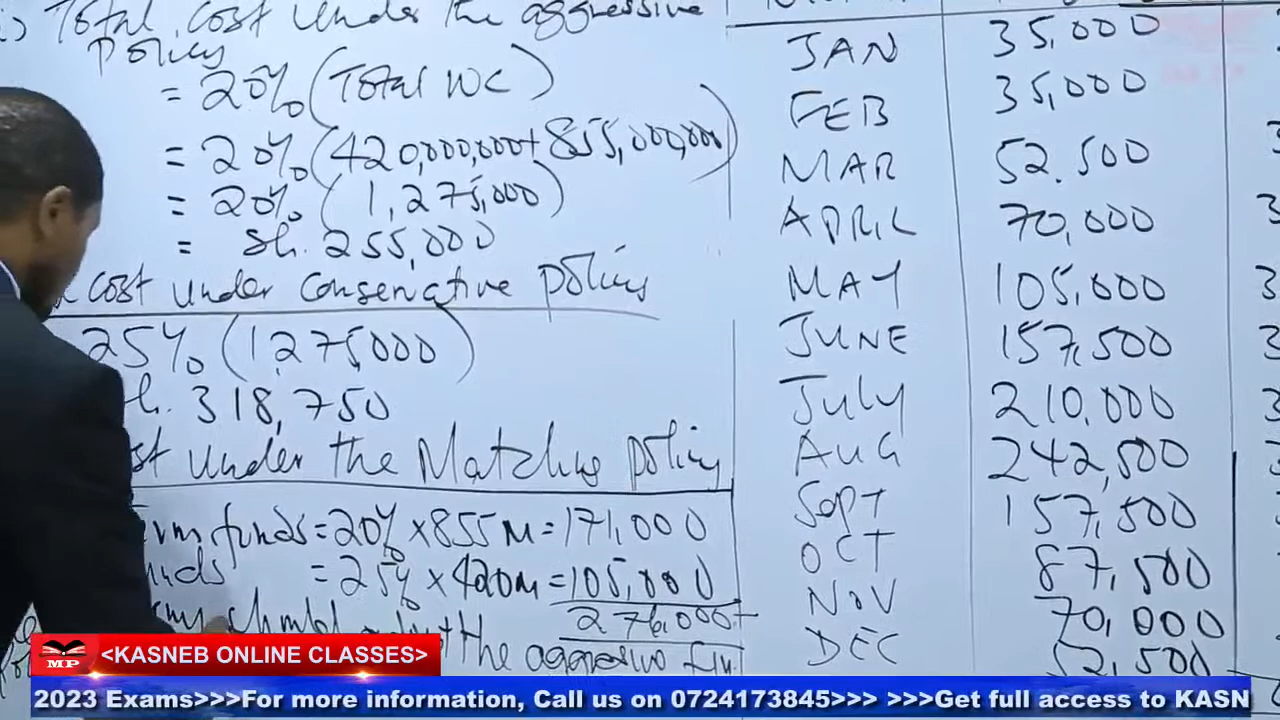 Total cost under the aggressive
policy
= 20% (Total WC)
= 20% (420,000,000 + 855,000,000)
= 20% (1,275,000)
= sh. 255,000
cost under conservative policy
25% (1,275,000)
sh. 318,750
under the Matching policy
funds = 20% × 855M = 171,000
= 25% × 420M = 105,000
276,000
the aggressive
JAN 35,000
FEB 35,000
MAR 52.500
APRIL 70,000
MAY 105,000
JUNE 157,500
July 210,000
AUG 242,500
SEPT 157,500
OCT 87,500
NOV 70,000
DEC 52,500
MP
<KASNEB ONLINE CLASSES>
2023 Exams>>>For more information, Call us on 0724173845>>> >>>Get full access to KASN